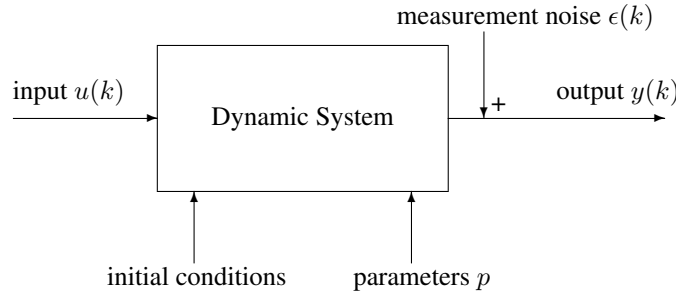 measurement noise ϵ(k)
input u(k)
output y(k)
+
Dynamic System
initial conditions
parameters p